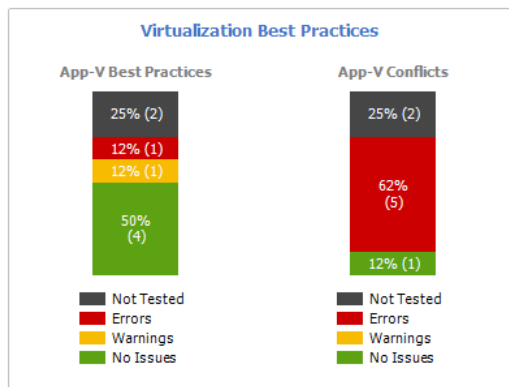 Virtualization Best Practices
App-V Best Practices
25% (2)
12% (1)
12% (1)
50%
(4)
Not Tested
Errors
Warnings
No Issues
App-V Conflicts
25% (2)
62%
(5)
12% (1)
Not Tested
Errors
Warnings
No Issues